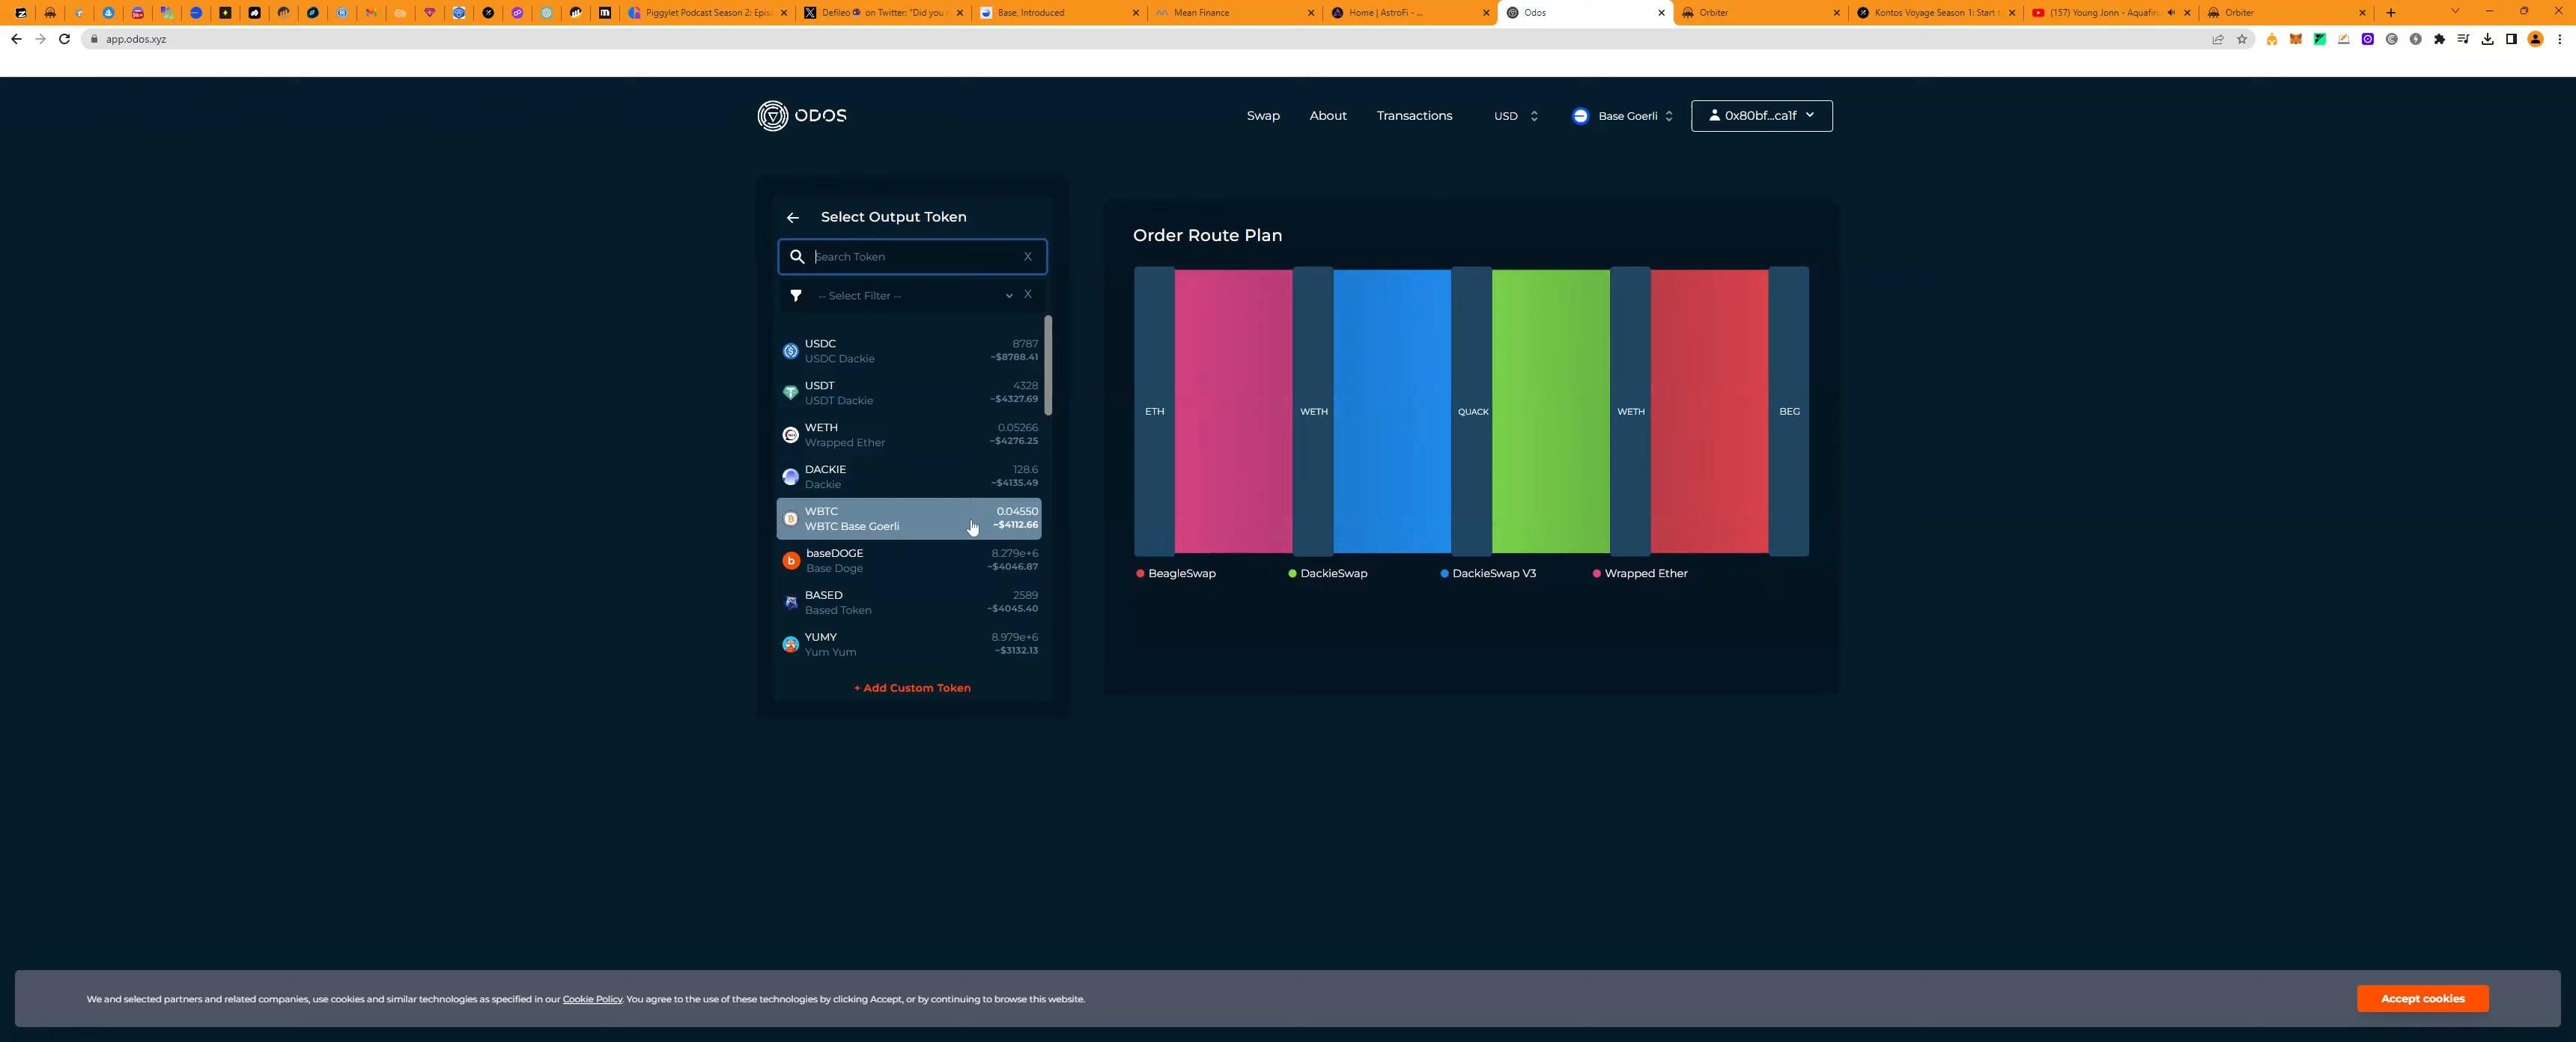 Piggylet Podcast Season 2: Epis
Defileo on Twitter: "Did you
Base, Introduced
Mean Finance
Home | AstroFi - ...
Odos
Orbiter
Kontos Voyage Season 1: Start
(157) Young Jonn - Aquafin
Orbiter
app.odos.xyz
ODOS
Swap
About
Transactions
USD
Base Goerli
0x80bf...ca1f
Select Output Token
Search Token
X
-- Select Filter --
X
USDC
8787
USDC Dackie
~$8788.41
USDT
4328
USDT Dackie
~$4327.69
WETH
0.05266
Wrapped Ether
~$4276.25
DACKIE
128.6
Dackie
~$4135.49
WBTC
0.04550
WBTC Base Goerli
~$4112.66
baseDOGE
8.279e+6
Base Doge
~$4046.87
BASED
2589
Based Token
~$4045.40
YUMY
8.979e+6
Yum Yum
~$3132.13
+ Add Custom Token
Order Route Plan
ETH
WETH
QUACK
WETH
BEG
BeagleSwap
DackieSwap
DackieSwap V3
Wrapped Ether
We and selected partners and related companies, use cookies and similar technologies as specified in our Cookie Policy. You agree to the use of these technologies by clicking Accept, or by continuing to browse this website.
Accept cookies